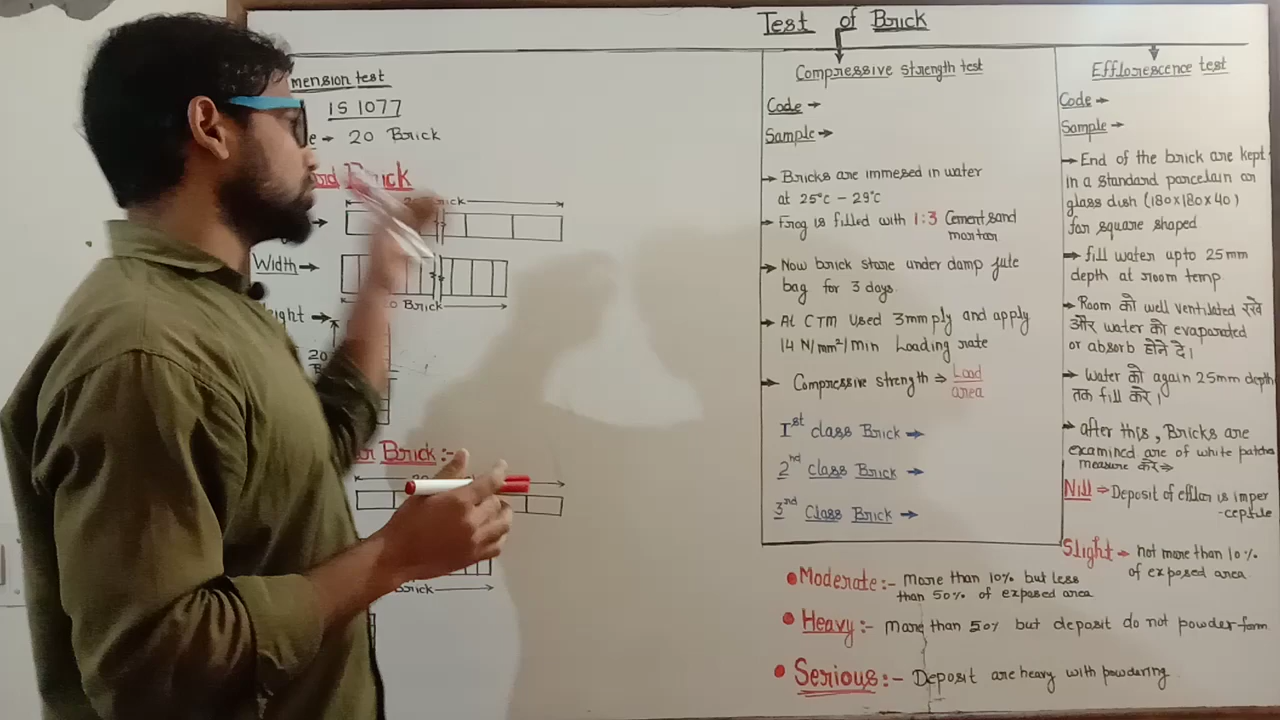 Test of Brick
mension test
IS 1077
20 Brick
Brick
Width →
20 Brick
ight →
20
Brick :-
Brick
Compressive strength test
Code →
Sample →
→ Bricks are immesed in water
at 25°c - 29°c
→ Frog is filled with 1:3 Cement, sand
mortar
→ Now brick store under damp jute
bag for 3 days.
→ At CTM used 3mm ply and apply
14 N/mm²/min Loading rate
→ Compressive strength ⇒ Load
area
Ist class Brick →
2nd class Brick →
3rd Class Brick →
Efflorescence test
Code →
Sample →
→ End of the brick are kept
in a standard parcelain or
glass dish (180x180x40)
for square shaped
→ fill water upto 25mm
depth at room temp
→ Room को well ventilated रखे
और water को evaporated
or absorb होने दे।
→ Water को again 25mm depth
तक fill करे।
→ after this, Bricks are
examined are of white patche
measure करे⇒
Nill ⇒ Deposit of efflor is imper
-ceptile
Slight → not more than 10%
of exposed area
• Moderate :- more than 10% but less
than 50% of exposed area
• Heavy :- more than 50% but deposit do not powder form
• Serious :- Deposit are heavy with powdering